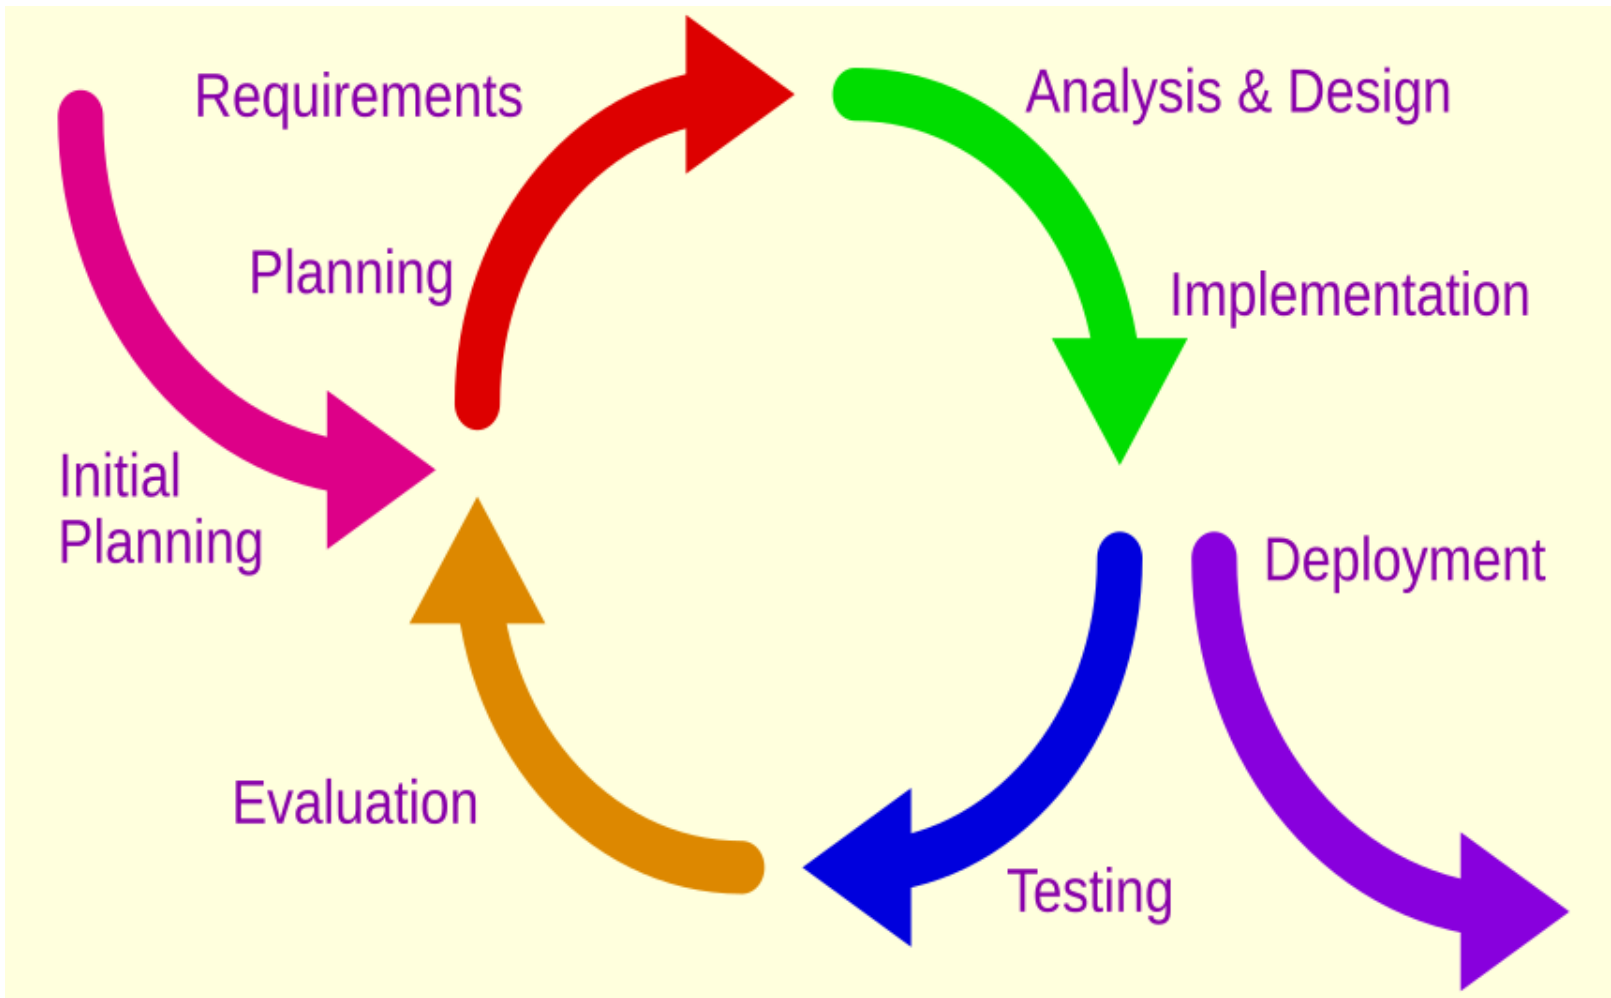 Requirements
Analysis & Design
Planning
Implementation
Initial
Planning
Deployment
Evaluation
Testing